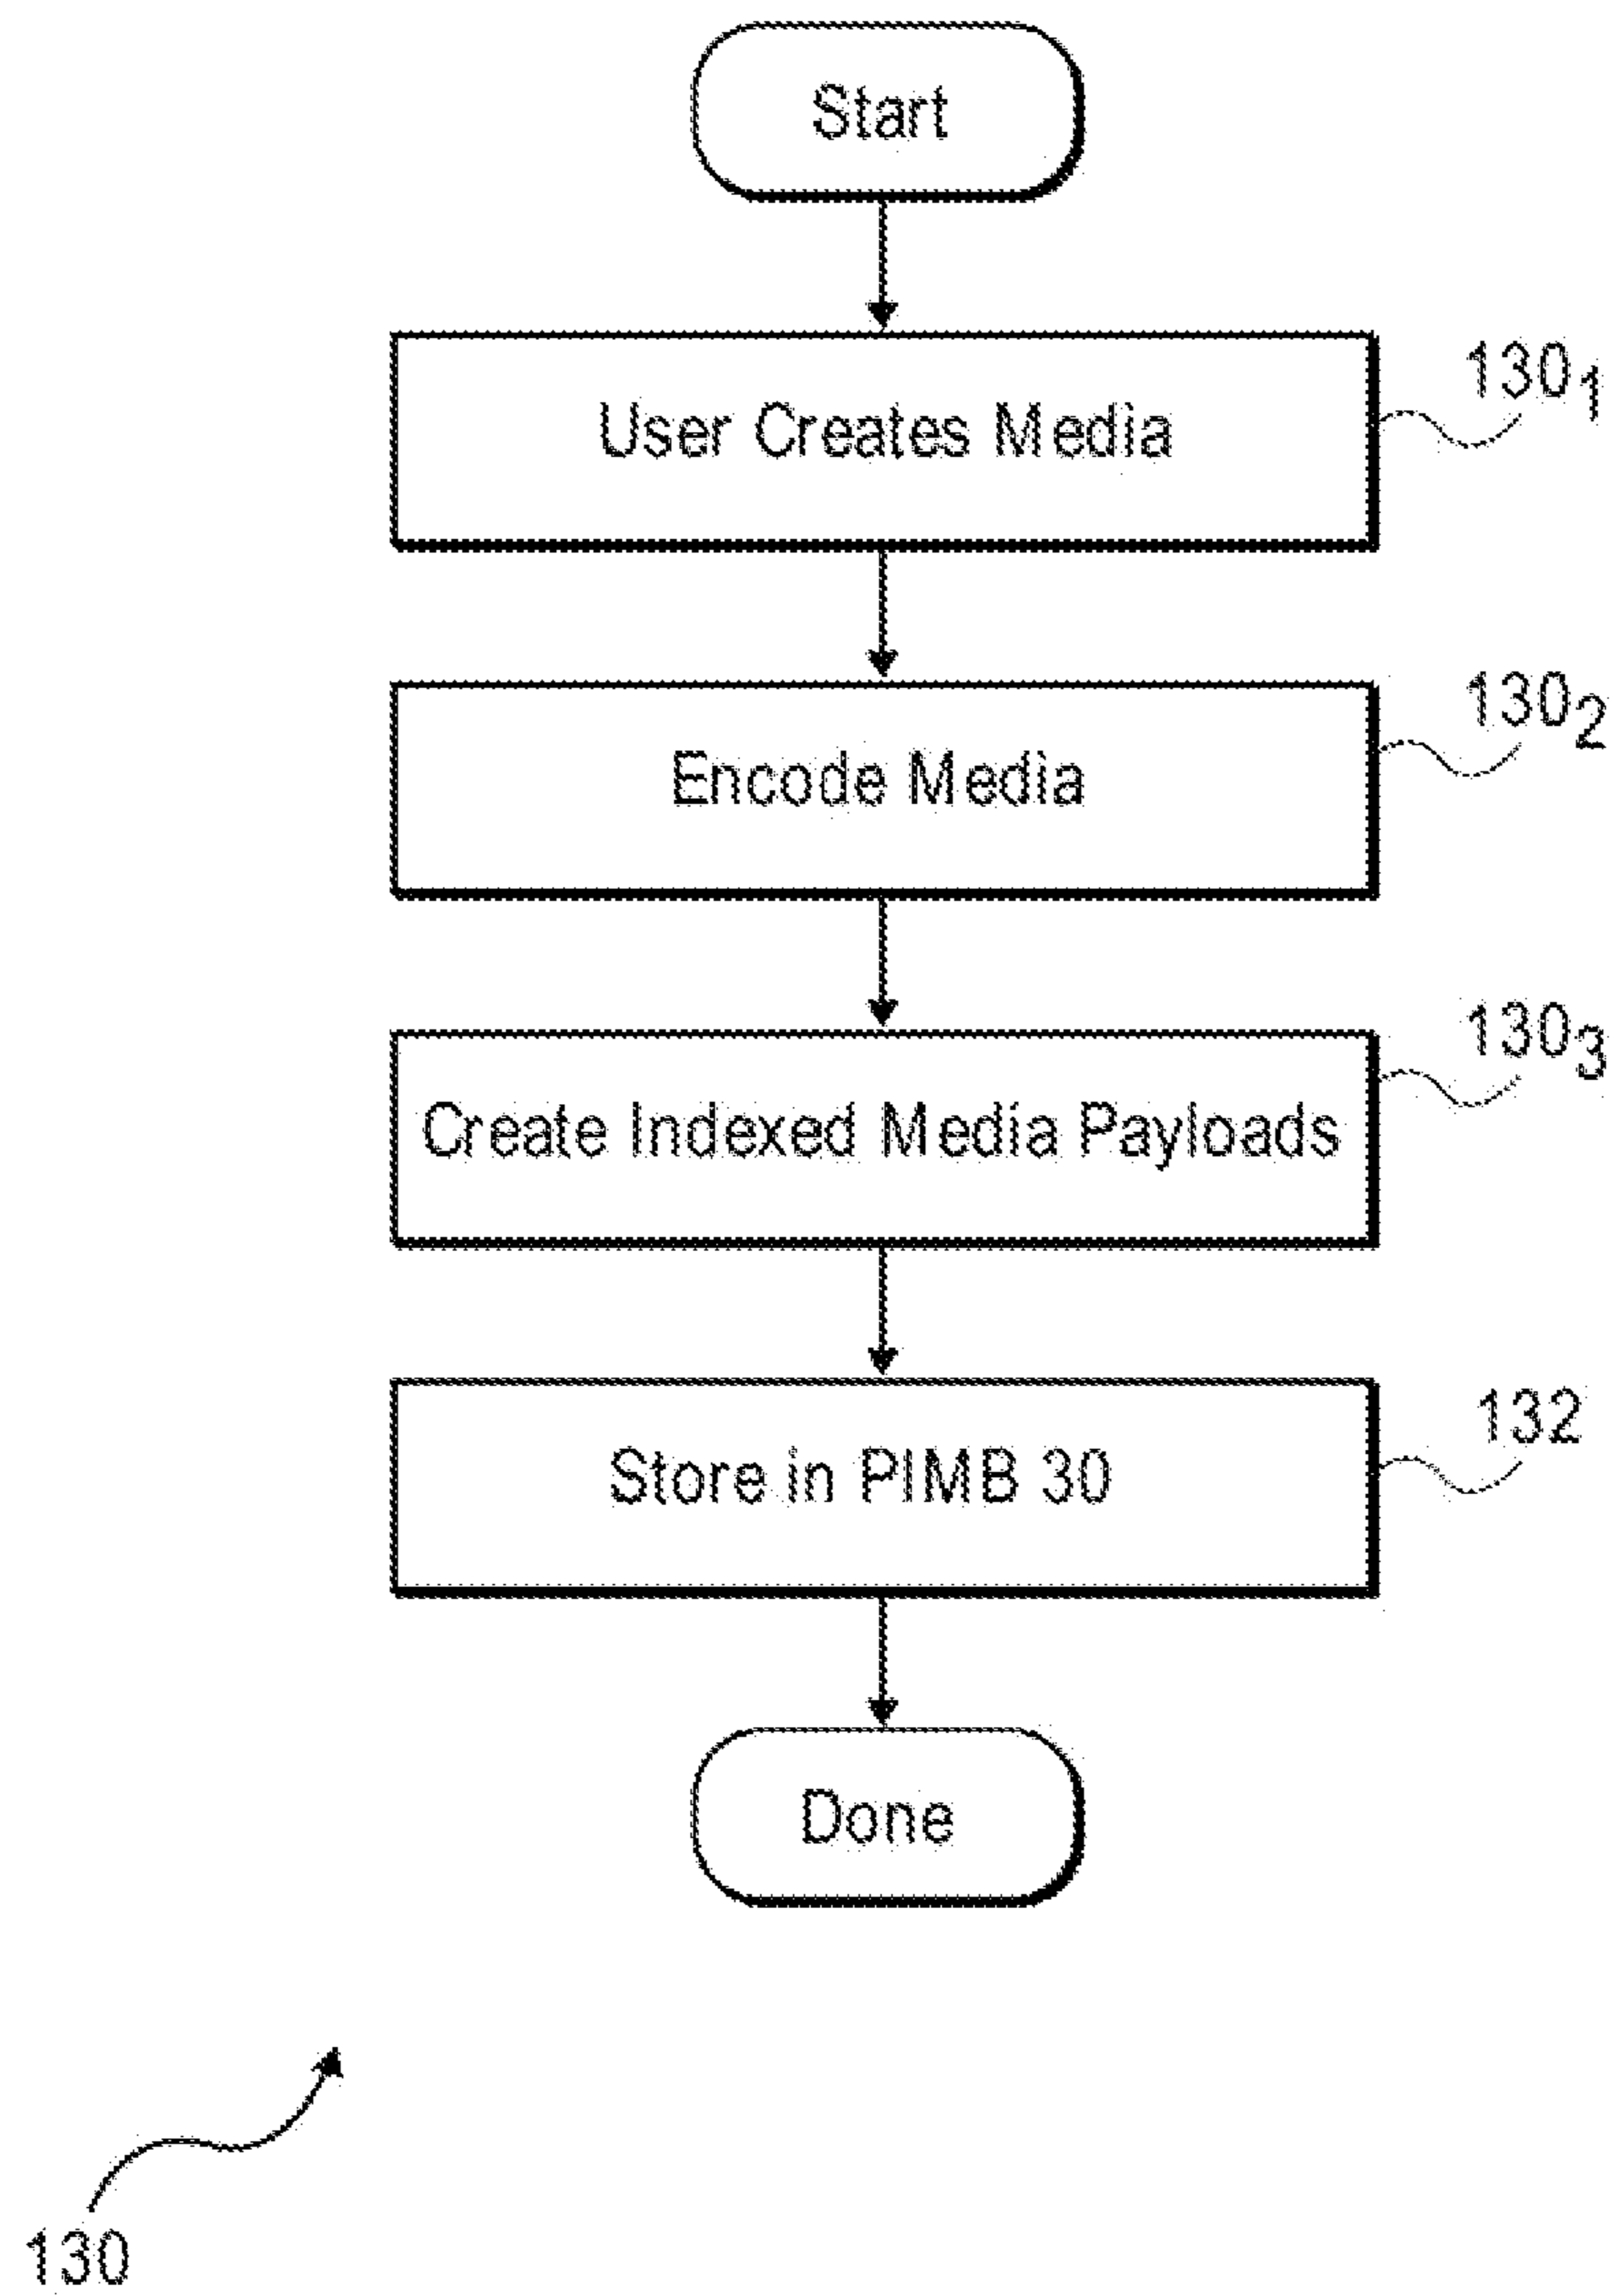 Start
User Creates Media
130₁
Encode Media
130₂
Create Indexed Media Payloads
130₃
Store in PIMB 30
132
Done
130